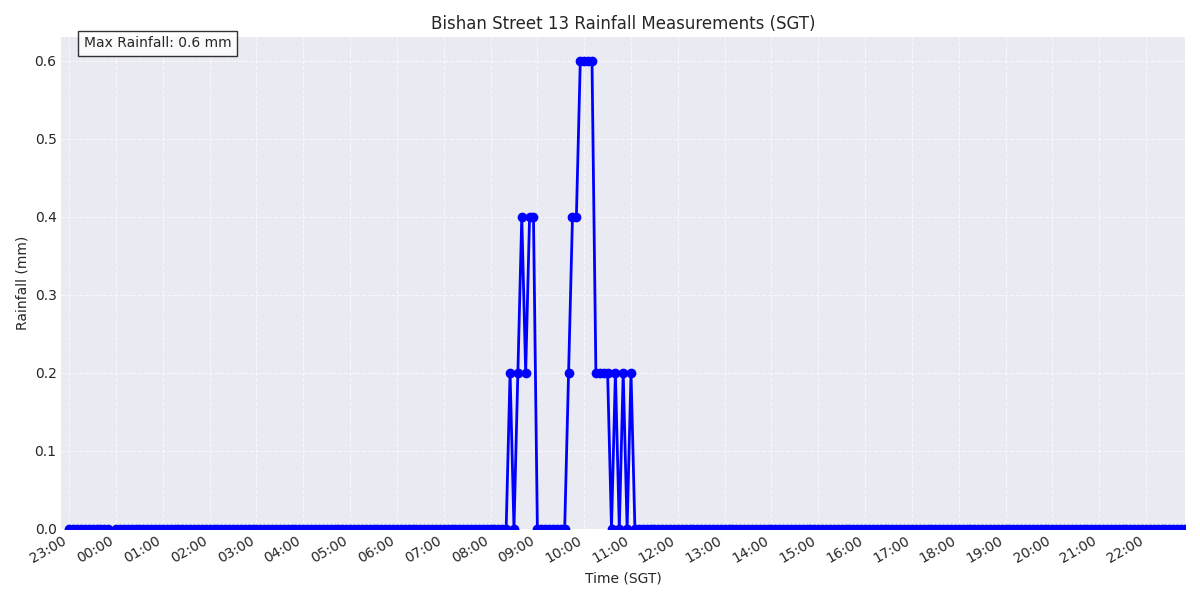 Bishan Street 13 Rainfall Measurements (SGT)
Max Rainfall: 0.6 mm
Rainfall (mm)
0.6
0.5
0.4
0.3
0.2
0.1
0.0
23:00 00:00 01:00 02:00 03:00 04:00 05:00 06:00 07:00 08:00 09:00 10:00 11:00 12:00 13:00 14:00 15:00 16:00 17:00 18:00 19:00 20:00 21:00 22:00
Time (SGT)